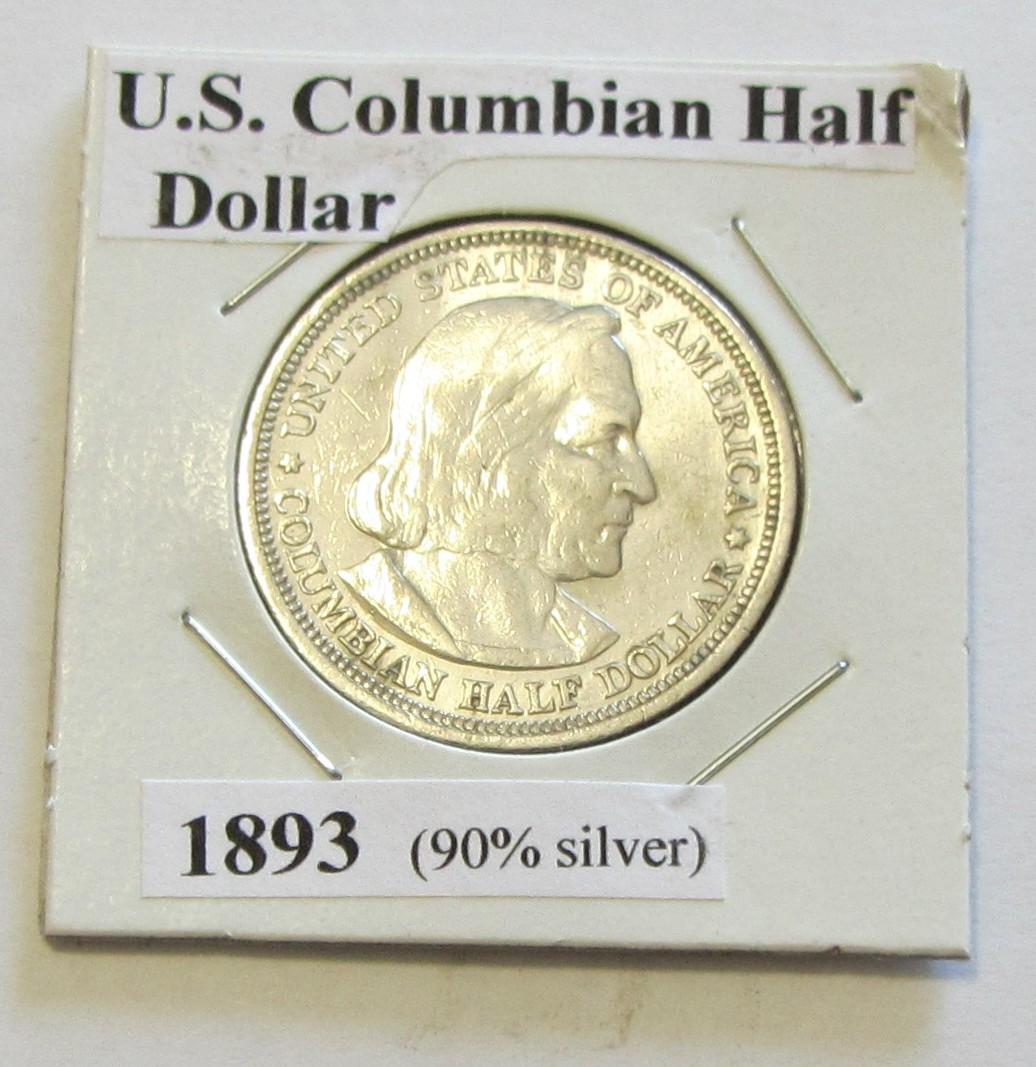 U.S. Columbian Half
Dollar
★ UNITED STATES OF AMERICA ★
COLUMBIAN HALF DOLLAR
1893 (90% silver)